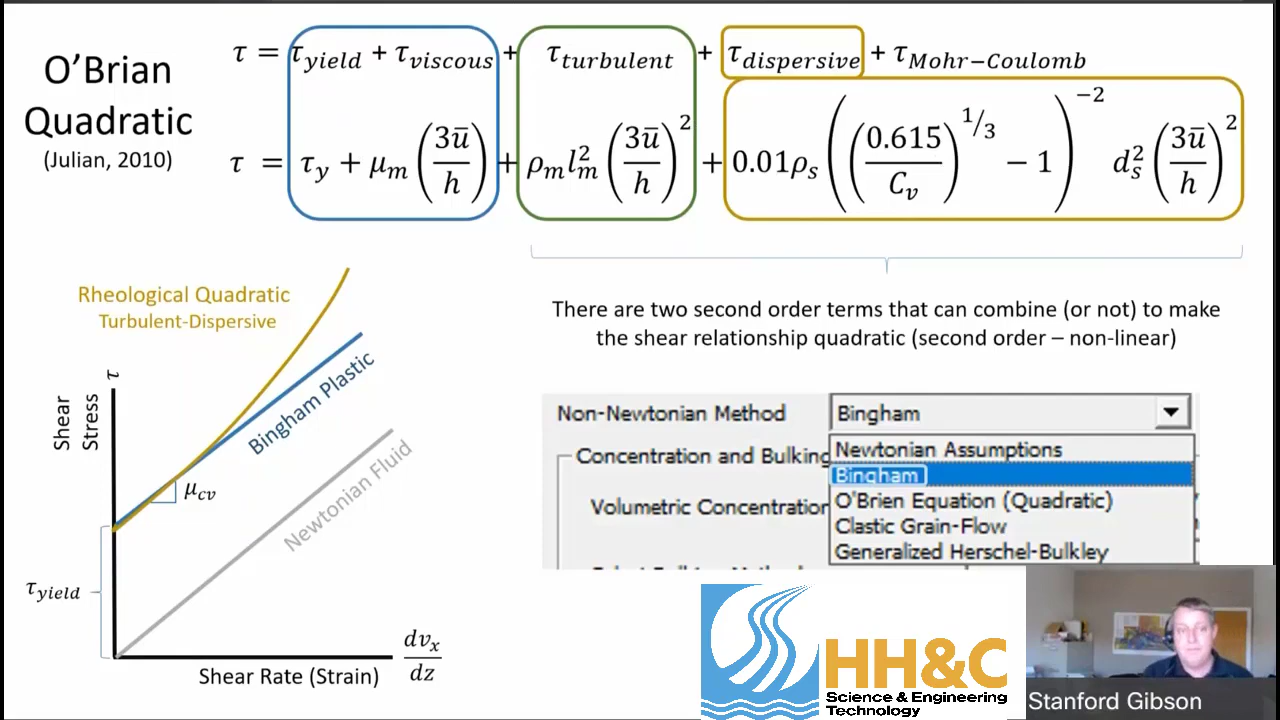 O'Brian
Quadratic
(Julian, 2010)
τ = τ_yield + τ_viscous + τ_turbulent + τ_dispersive + τ_Mohr−Coulomb
τ = τ_y + μ_m (3ū/h) + ρ_m l_m^2 (3ū/h)^2 + 0.01ρ_s ((0.615/C_v)^(1/3) − 1)^−2 d_s^2 (3ū/h)^2
There are two second order terms that can combine (or not) to make
the shear relationship quadratic (second order – non-linear)
Rheological Quadratic
Turbulent-Dispersive
Bingham Plastic
Newtonian Fluid
μ_cv
Shear
Stress
τ
τ_yield
Shear Rate (Strain)
dv_x/dz
Non-Newtonian Method
Bingham
Concentration and Bulking
Volumetric Concentration
Newtonian Assumptions
Bingham
O'Brien Equation (Quadratic)
Clastic Grain-Flow
Generalized Herschel-Bulkley
HH&C
Science & Engineering
Technology
Stanford Gibson